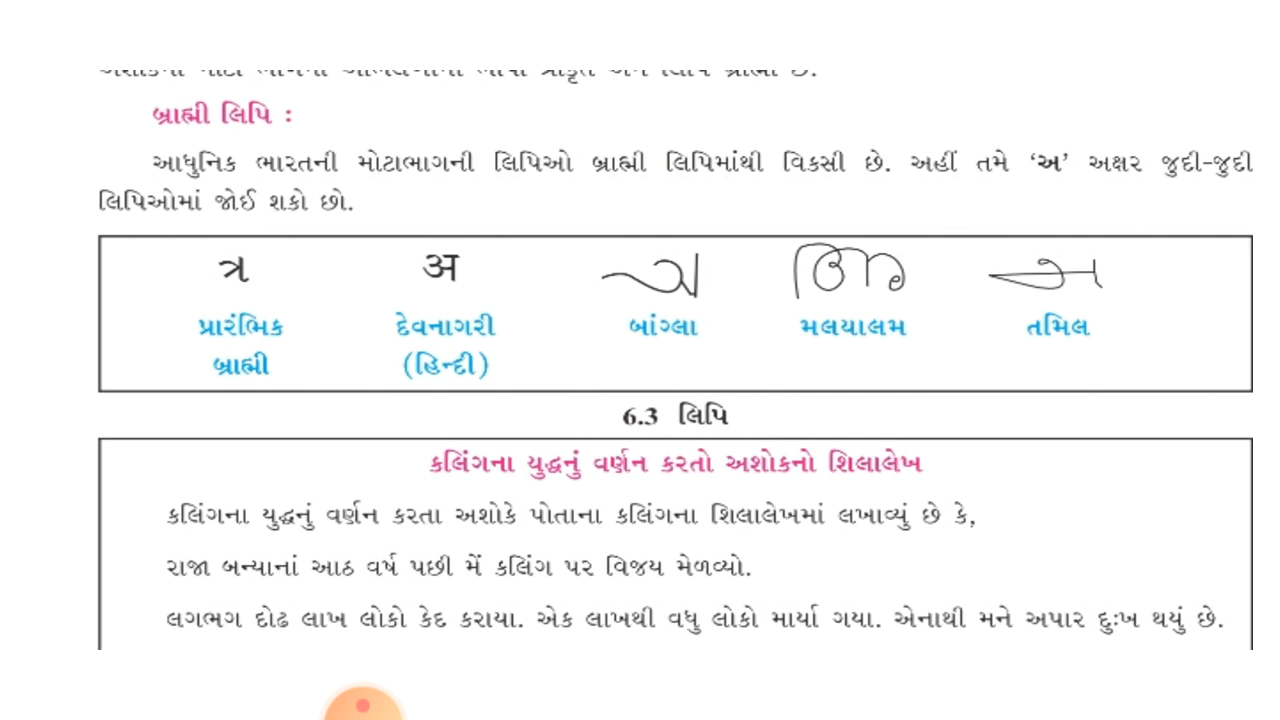 બ્રાહ્મી લિપિ :
આધુનિક ભારતની મોટાભાગની લિપિઓ બ્રાહ્મી લિપિમાંથી વિકસી છે. અહીં તમે ‘અ’ અક્ષર જુદી-જુદી
લિપિઓમાં જોઈ શકો છો.
अ
પ્રારંભિક દેવનાગરી બાંગ્લા મલયાલમ તમિલ
બ્રાહ્મી (હિન્દી)
6.3 લિપિ
કલિંગના યુદ્ધનું વર્ણન કરતો અશોકનો શિલાલેખ
કલિંગના યુદ્ધનું વર્ણન કરતા અશોકે પોતાના કલિંગના શિલાલેખમાં લખાવ્યું છે કે,
રાજા બન્યાનાં આઠ વર્ષ પછી મેં કલિંગ પર વિજય મેળવ્યો.
લગભગ દોઢ લાખ લોકો કેદ કરાયા. એક લાખથી વધુ લોકો માર્યા ગયા. એનાથી મને અપાર દુઃખ થયું છે.